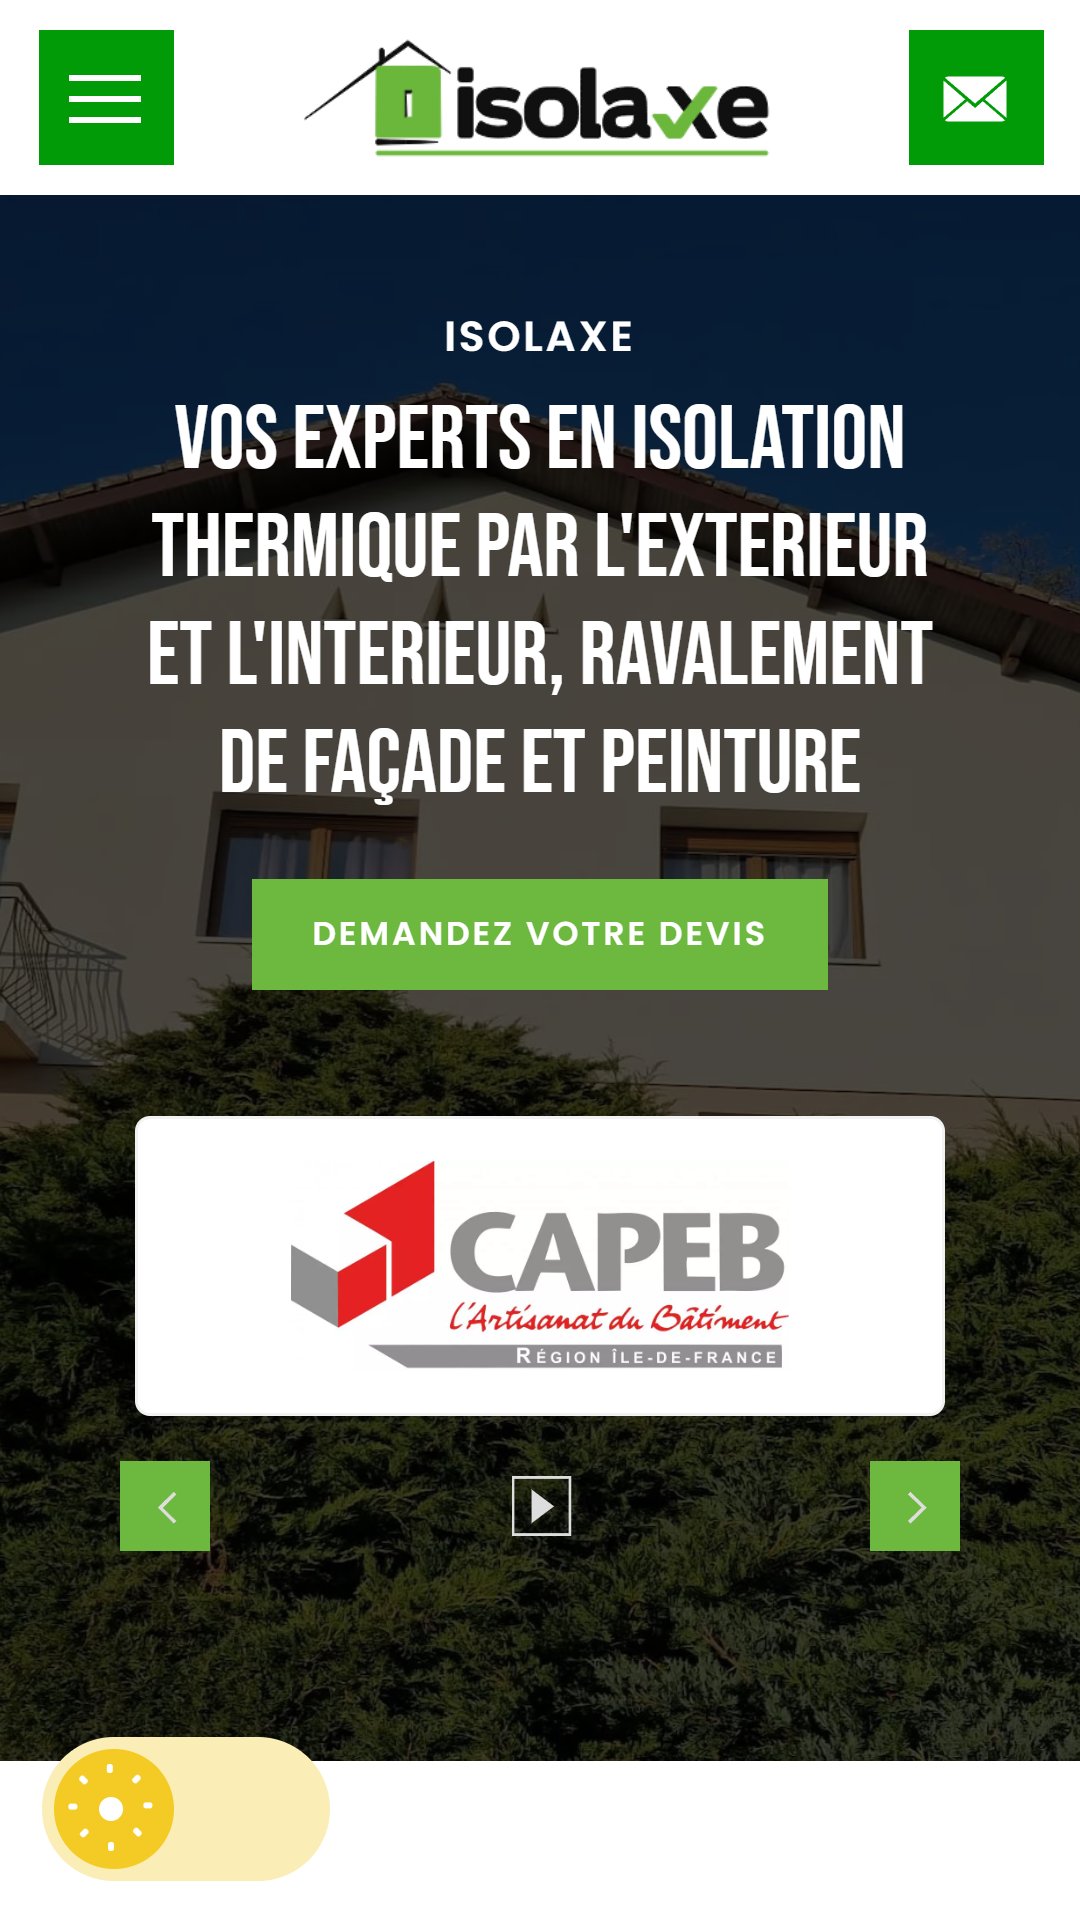 isolaxe
ISOLAXE
VOS EXPERTS EN ISOLATION
THERMIQUE PAR L'EXTERIEUR
ET L'INTERIEUR, RAVALEMENT
DE FAÇADE ET PEINTURE
DEMANDEZ VOTRE DEVIS
CAPEB
l'Artisanat du Bâtiment
RÉGION ÎLE-DE-FRANCE